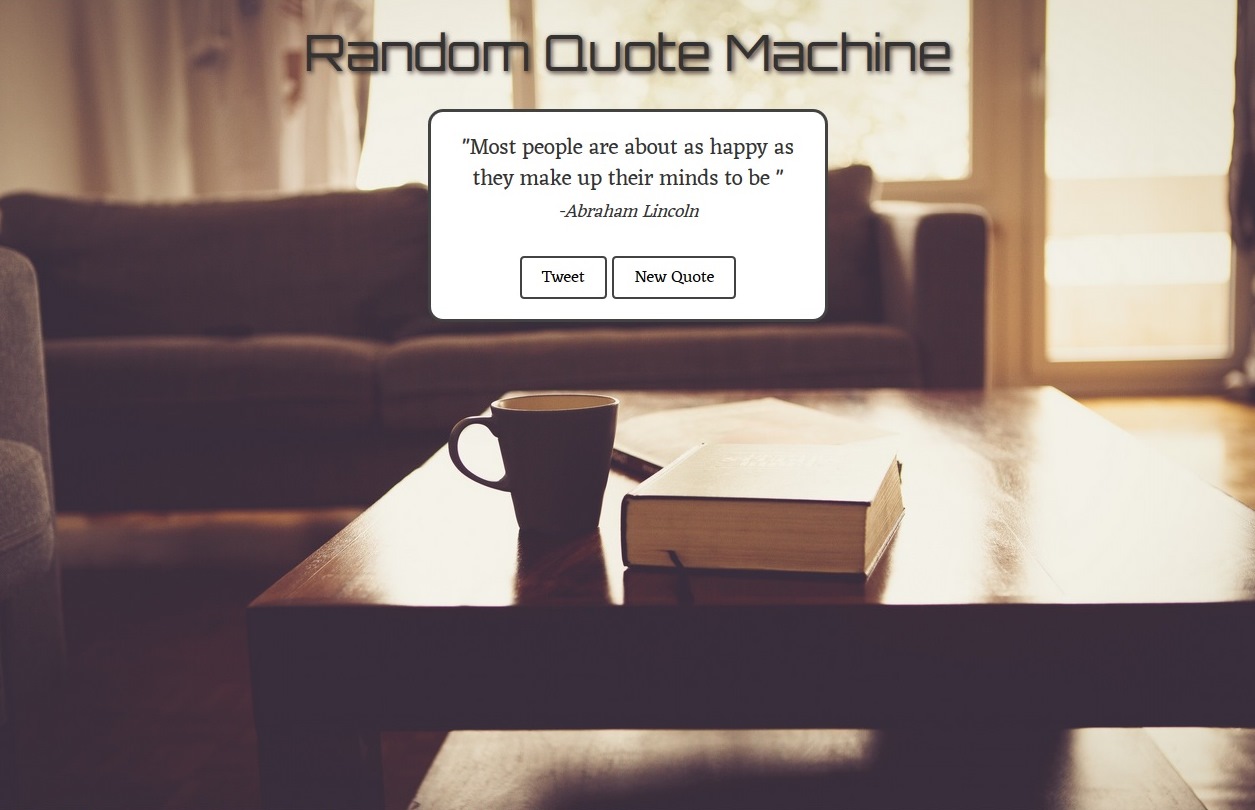 Random Quote Machine
"Most people are about as happy as
they make up their minds to be "
-Abraham Lincoln
Tweet
New Quote